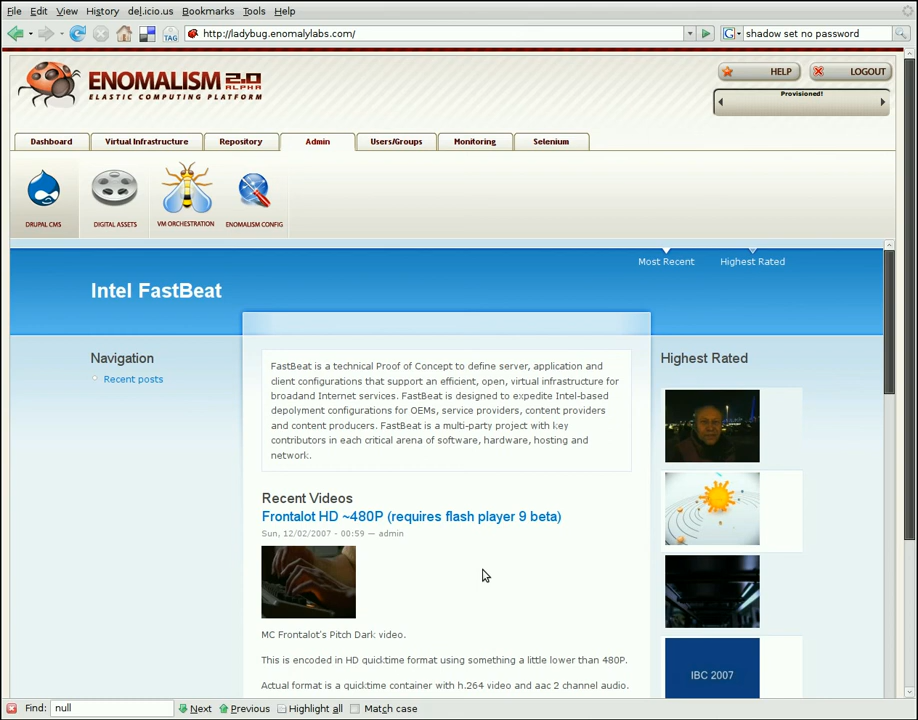 File Edit View History del.icio.us Bookmarks Tools Help
TAG http://ladybug.enomalylabs.com/ G shadow set no password
ENOMALISM 2.0 ALPHA
ELASTIC COMPUTING PLATFORM
HELP LOGOUT
Provisioned!
Dashboard Virtual Infrastructure Repository Admin Users/Groups Monitoring Selenium
DRUPAL CMS DIGITAL ASSETS VM ORCHESTRATION ENOMALISM CONFIG
Most Recent Highest Rated
Intel FastBeat
Navigation
Recent posts
FastBeat is a technical Proof of Concept to define server, application and
client configurations that support an efficient, open, virtual infrastructure for
broadand Internet services. FastBeat is designed to expedite Intel-based
depolyment configurations for OEMs, service providers, content providers
and content producers. FastBeat is a multi-party project with key
contributors in each critical arena of software, hardware, hosting and
network.
Recent Videos
Frontalot HD ~480P (requires flash player 9 beta)
Sun, 12/02/2007 - 00:59 — admin
MC Frontalot's Pitch Dark video.
This is encoded in HD quicktime format using something a little lower than 480P.
Actual format is a quicktime container with h.264 video and aac 2 channel audio.
Highest Rated
IBC 2007
Find: null Next Previous Highlight all Match case